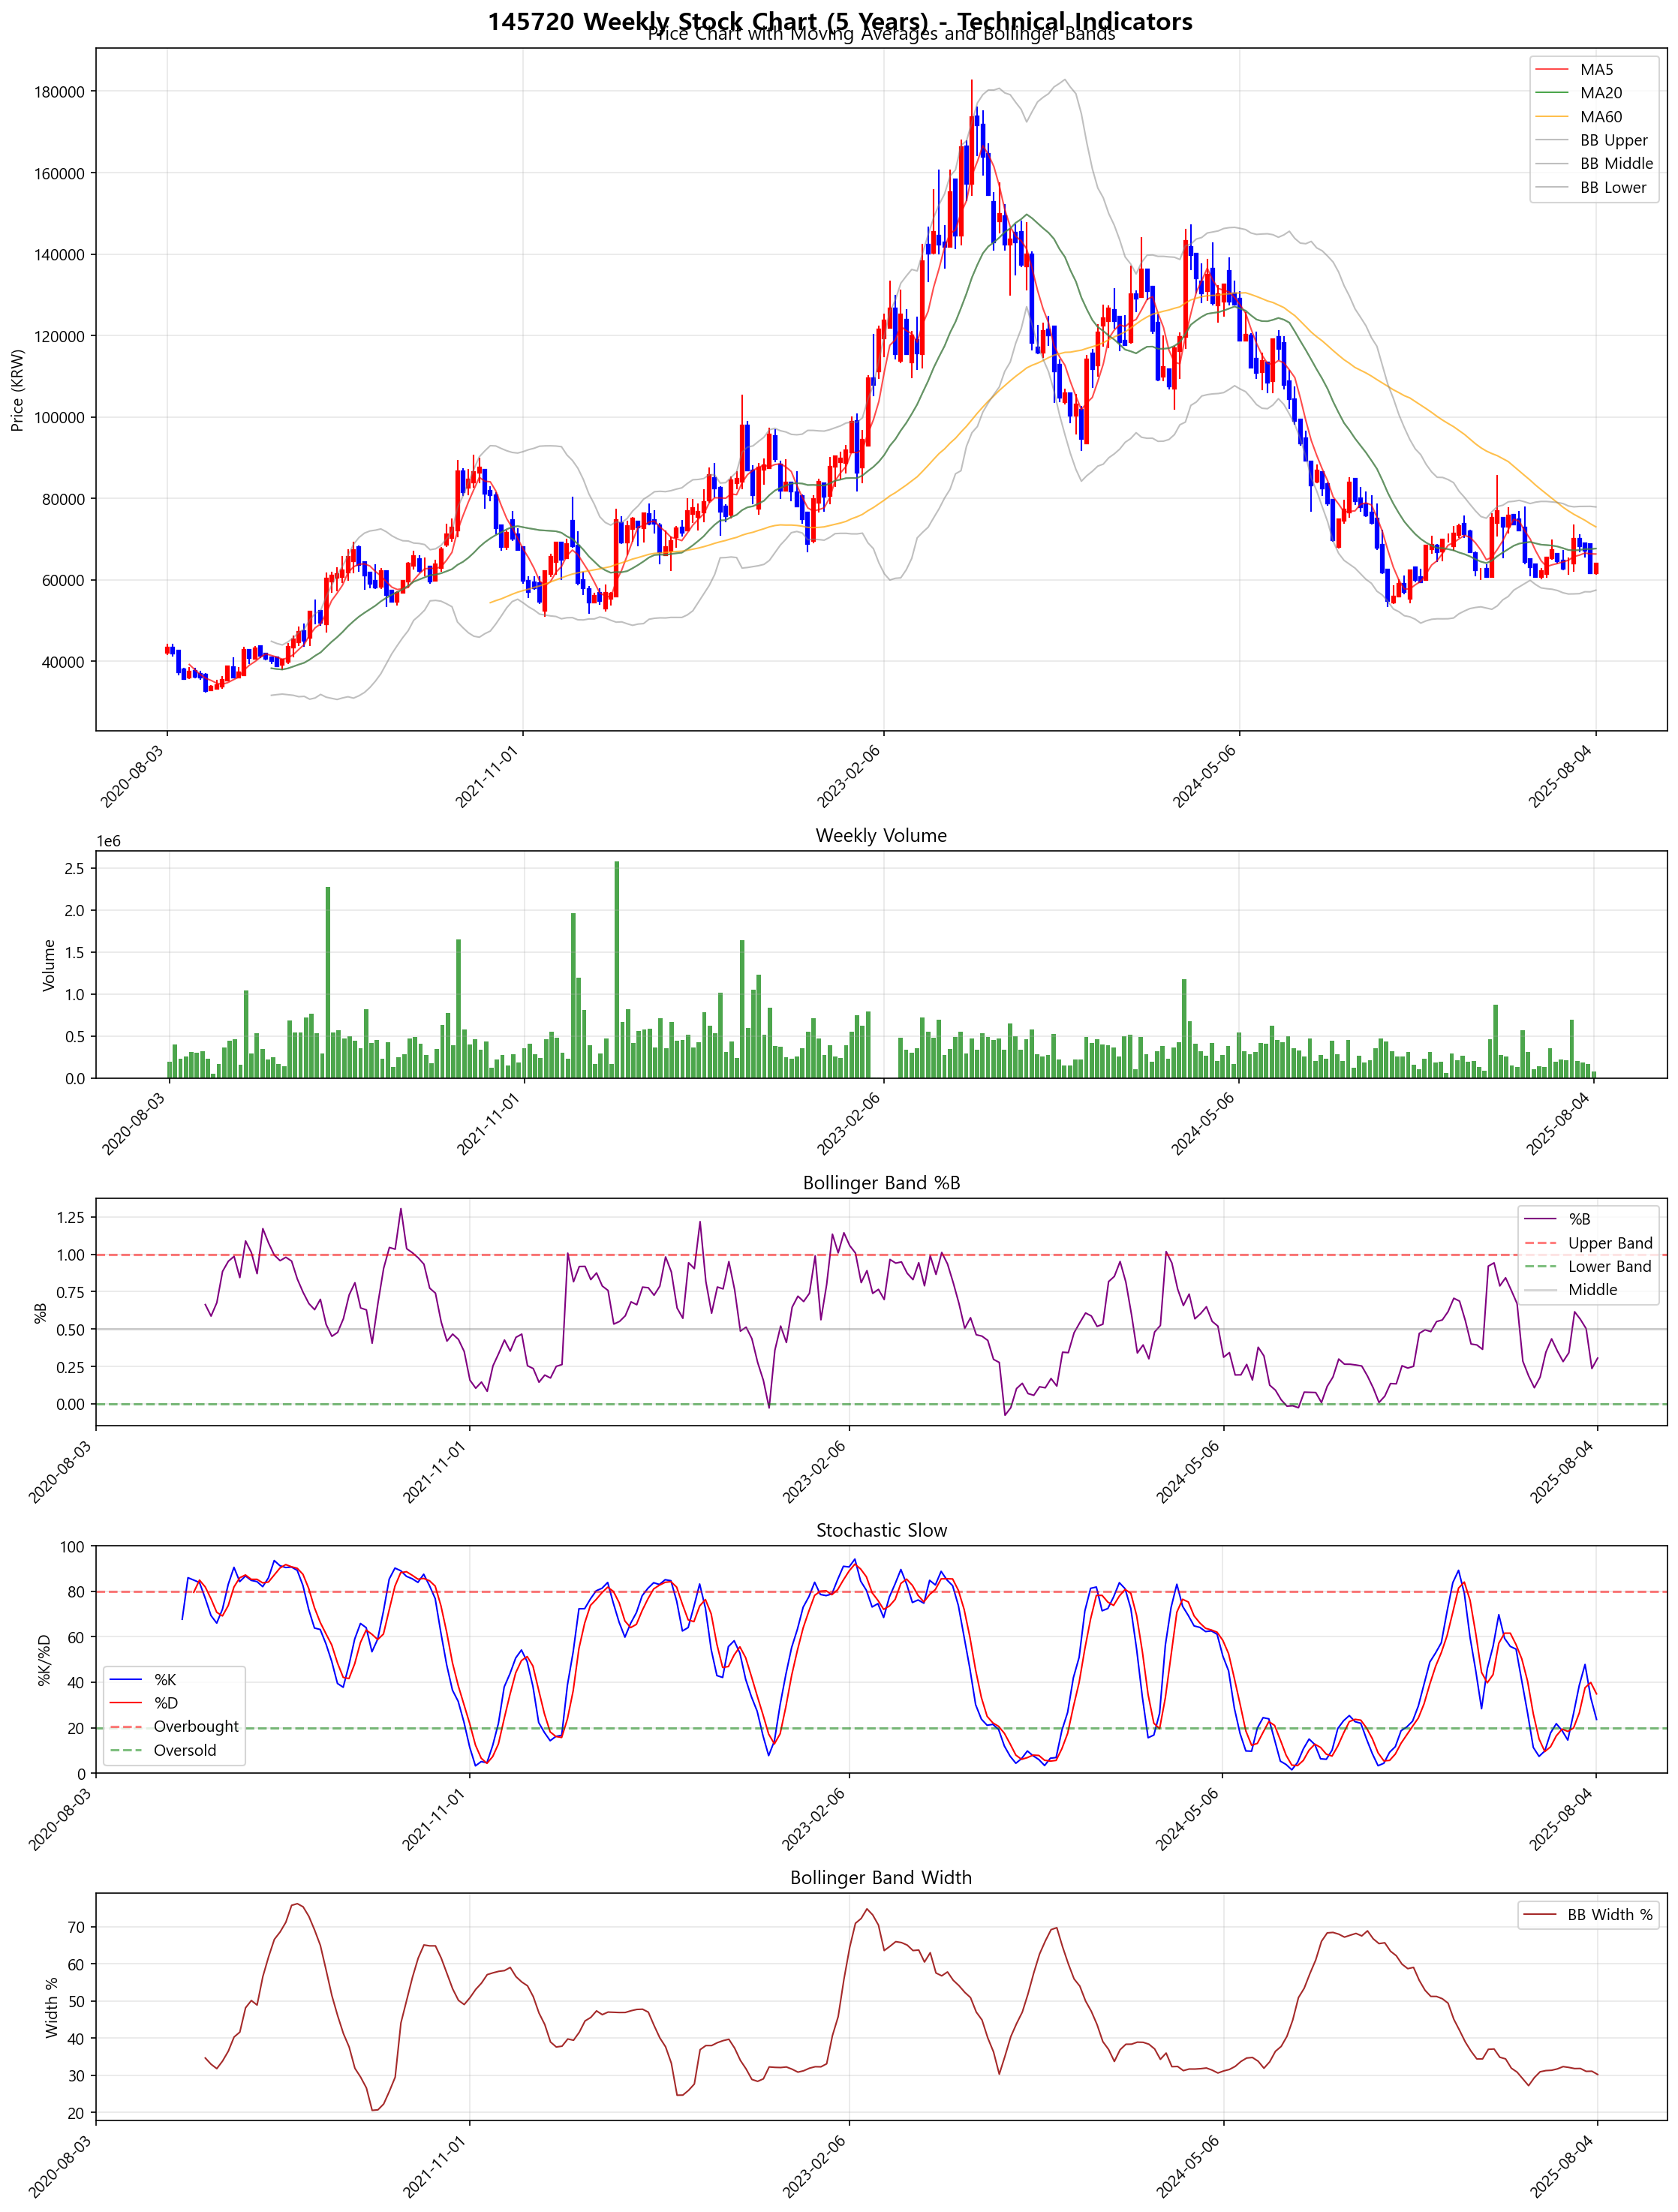 145720 Weekly Stock Chart (5 Years) - Technical Indicators
Price Chart with Moving Averages and Bollinger Bands
MA5
MA20
MA60
BB Upper
BB Middle
BB Lower
Price (KRW)
180000
160000
140000
120000
100000
80000
60000
40000
2020-08-03
2021-11-01
2023-02-06
2024-05-06
2025-08-04
Weekly Volume
1e6
Volume
2.5
2.0
1.5
1.0
0.5
0.0
2020-08-03
2021-11-01
2023-02-06
2024-05-06
2025-08-04
Bollinger Band %B
%B
Upper Band
Lower Band
Middle
%B
1.25
1.00
0.75
0.50
0.25
0.00
2020-08-03
2021-11-01
2023-02-06
2024-05-06
2025-08-04
Stochastic Slow
%K/%D
100
80
60
40
20
0
%K
%D
Overbought
Oversold
2020-08-03
2021-11-01
2023-02-06
2024-05-06
2025-08-04
Bollinger Band Width
BB Width %
Width %
70
60
50
40
30
20
2020-08-03
2021-11-01
2023-02-06
2024-05-06
2025-08-04